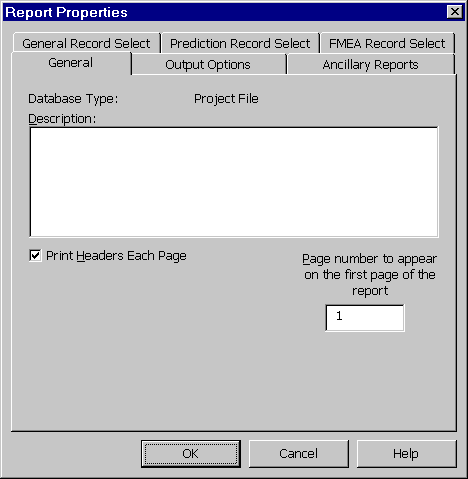 Report Properties
General Record Select Prediction Record Select FMEA Record Select
General Output Options Ancillary Reports
Database Type: Project File
Description:
Print Headers Each Page
Page number to appear
on the first page of the
report
1
OK Cancel Help